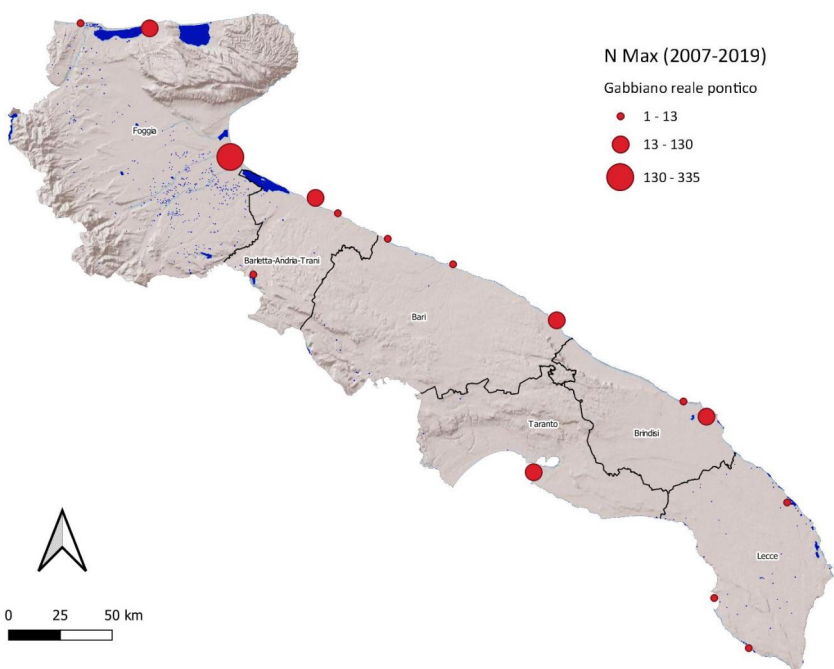 N Max (2007-2019)
Gabbiano reale pontico
1 - 13
13 - 130
130 - 335
Foggia
Barletta-Andria-Trani
Bari
Taranto
Brindisi
Lecce
0 25 50 km